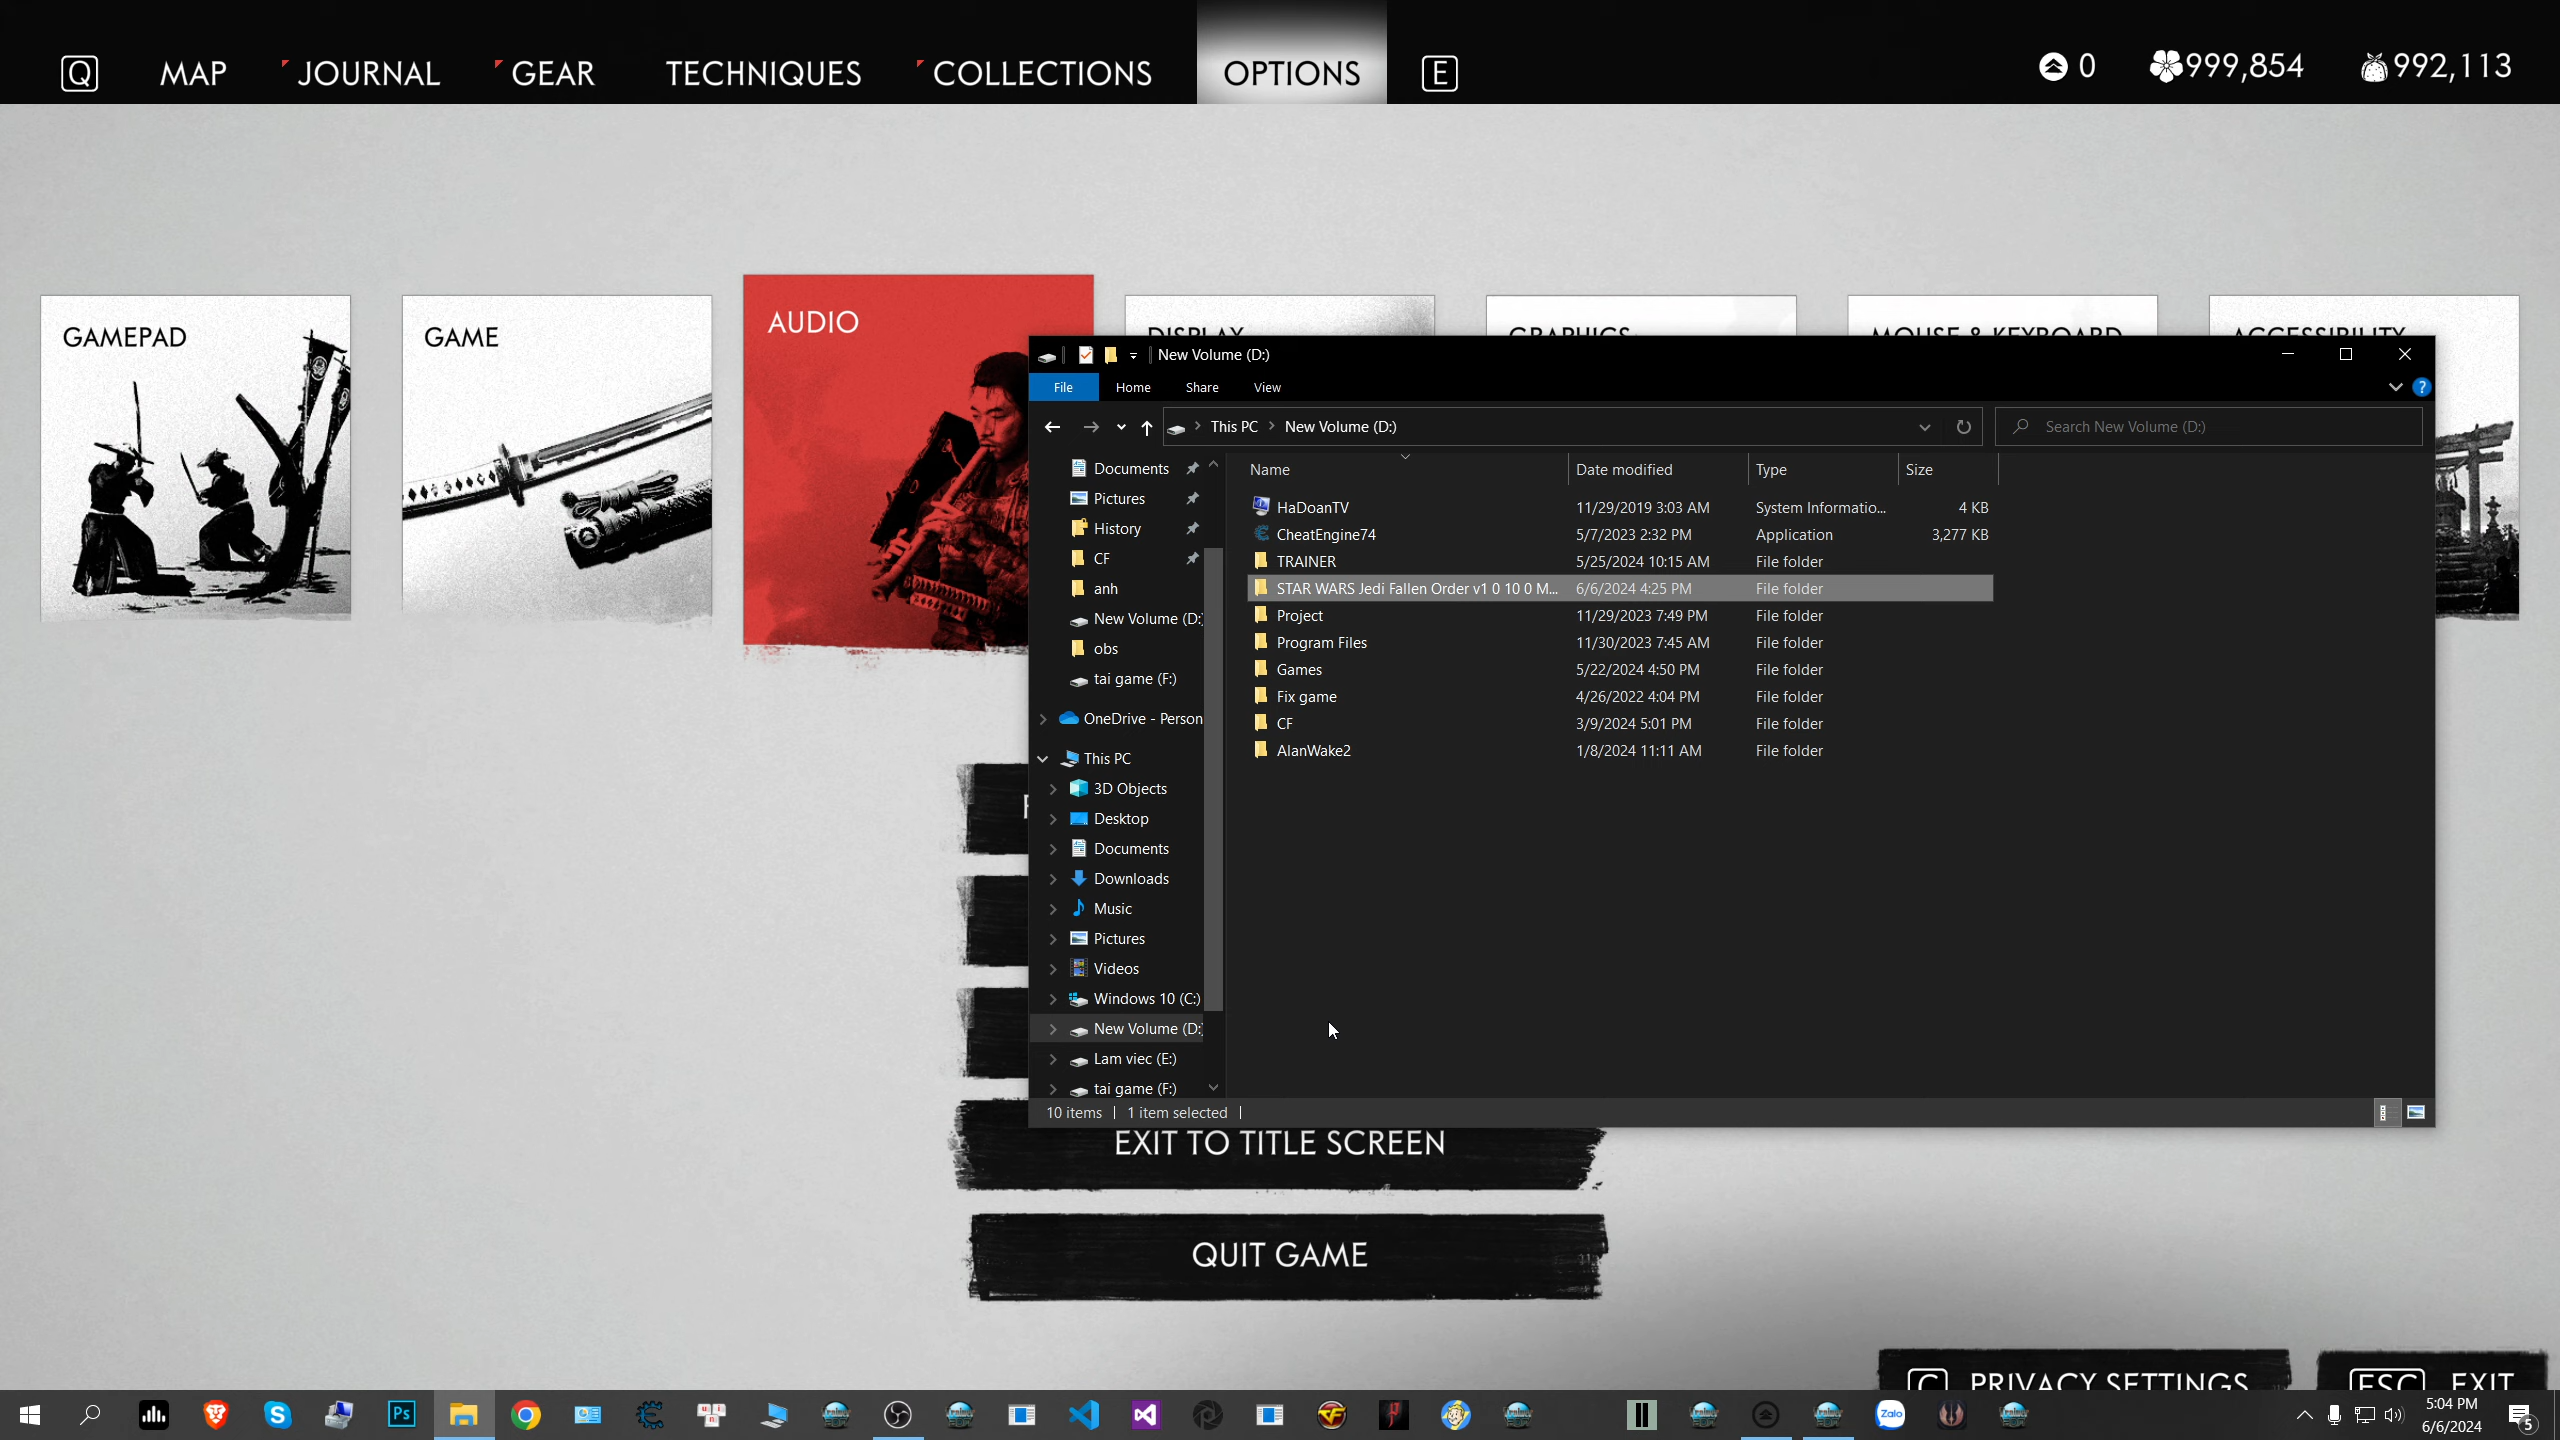 Q MAP JOURNAL GEAR TECHNIQUES COLLECTIONS OPTIONS E 0 999,854 992,113
GAMEPAD GAME AUDIO DISPLAY GRAPHICS MOUSE & KEYBOARD ACCESSIBILITY
New Volume (D:)
File Home Share View
This PC New Volume (D:) Search New Volume (D:)
Name Date modified Type Size
HaDoanTV 11/29/2019 3:03 AM System Informatio... 4 KB
CheatEngine74 5/7/2023 2:32 PM Application 3,277 KB
TRAINER 5/25/2024 10:15 AM File folder
STAR WARS Jedi Fallen Order v1 0 10 0 M... 6/6/2024 4:25 PM File folder
Project 11/29/2023 7:49 PM File folder
Program Files 11/30/2023 7:45 AM File folder
Games 5/22/2024 4:50 PM File folder
Fix game 4/26/2022 4:04 PM File folder
CF 3/9/2024 5:01 PM File folder
AlanWake2 1/8/2024 11:11 AM File folder
Documents
Pictures
History
CF
anh
New Volume (D:
obs
tai game (F:)
OneDrive - Person
This PC
3D Objects
Desktop
Documents
Downloads
Music
Pictures
Videos
Windows 10 (C:)
New Volume (D:
Lam viec (E:)
tai game (F:)
10 items 1 item selected
EXIT TO TITLE SCREEN
QUIT GAME
C PRIVACY SETTINGS ESC EXIT
Ps
Zalo
5:04 PM
6/6/2024
5